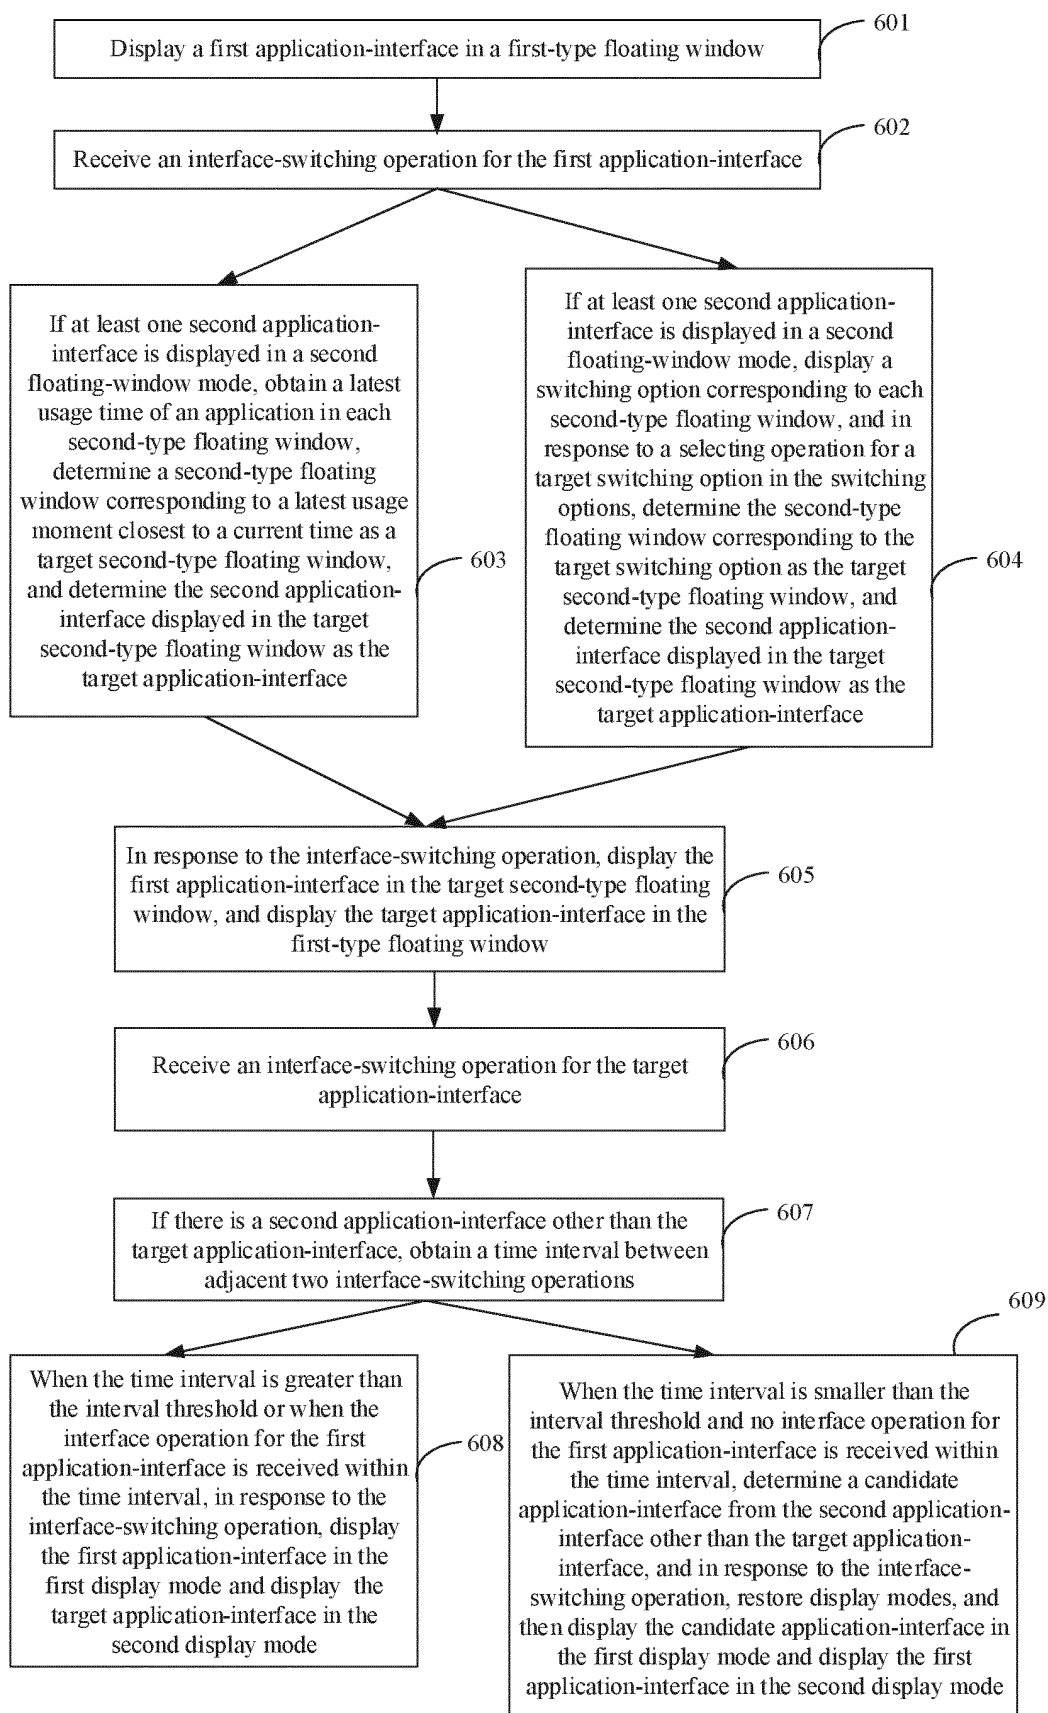 601
Display a first application-interface in a first-type floating window
602
Receive an interface-switching operation for the first application-interface
If at least one second application-
interface is displayed in a second
floating-window mode, obtain a
latest usage time of an application in each
second-type floating window,
determine a second-type floating
window corresponding to a latest usage
moment closest to a current time as a
target second-type floating window,
and determine the second application-
interface displayed in the target
second-type floating window as the
target application-interface
603
If at least one second application-
interface is displayed in a second
floating-window mode, display a
switching option corresponding to each
second-type floating window, and in
response to a selecting operation for a
target switching option in the switching
options, determine the second-type
floating window corresponding to the
target switching option as the target
second-type floating window, and
determine the second application-
interface displayed in the target
second-type floating window as the
target application-interface
604
In response to the interface-switching operation, display the
first application-interface in the target second-type floating
window, and display the target application-interface in the
first-type floating window
605
Receive an interface-switching operation for the target
application-interface
606
If there is a second application-interface other than the
target application-interface, obtain a time interval between
adjacent two interface-switching operations
607
When the time interval is greater than
the interval threshold or when the
interface operation for the first
application-interface is received within
the time interval, in response to the
interface-switching operation, display
the first application-interface in the
first display mode and display the
target application-interface in the
second display mode
608
609
When the time interval is smaller than the
interval threshold and no interface operation for
the first application-interface is received within
the time interval, determine a candidate
application-interface from the second application-
interface other than the target application-
interface, and in response to the interface-
switching operation, restore display modes, and
then display the candidate application-interface in
the first display mode and display the first
application-interface in the second display mode